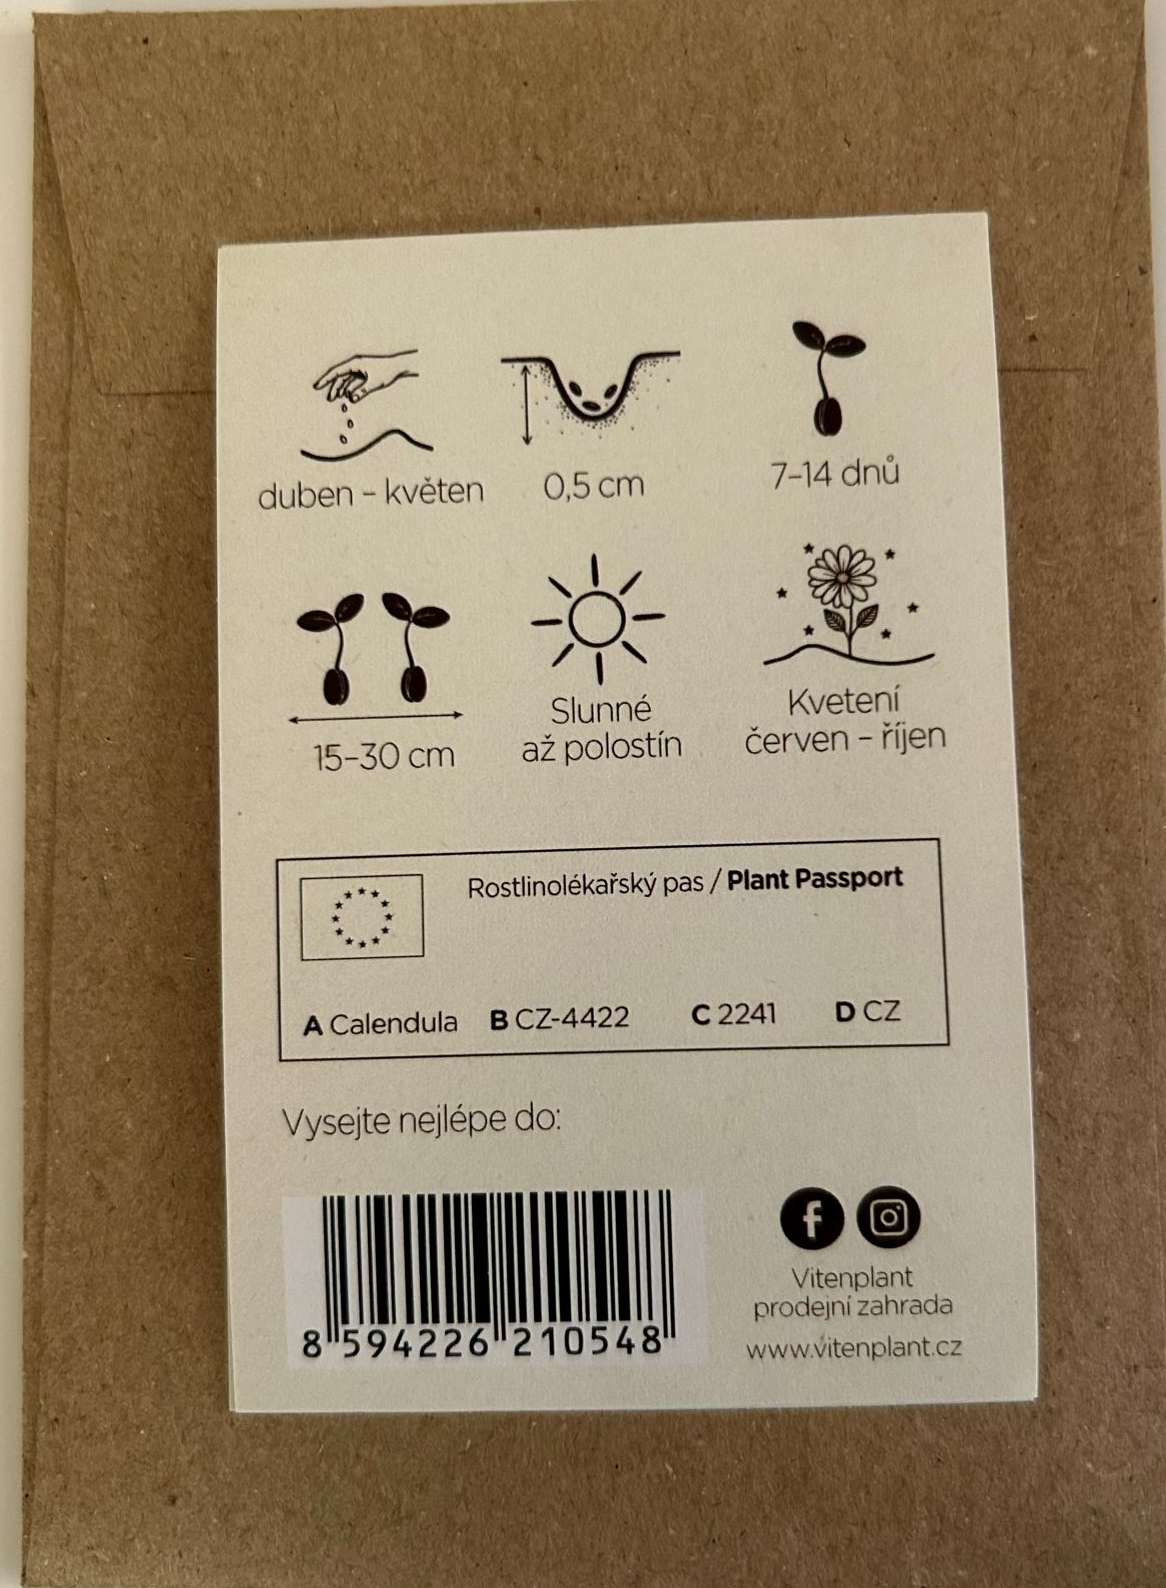 duben – květen
0,5 cm
7–14 dnů
15–30 cm
Slunné
až polostín
Kvetení
červen – říjen
Rostlinolékařský pas / Plant Passport
A Calendula B CZ-4422 C 2241 D CZ
Vysejte nejlépe do:
8 594226 210548
Vitenplant
prodejní zahrada
www.vitenplant.cz